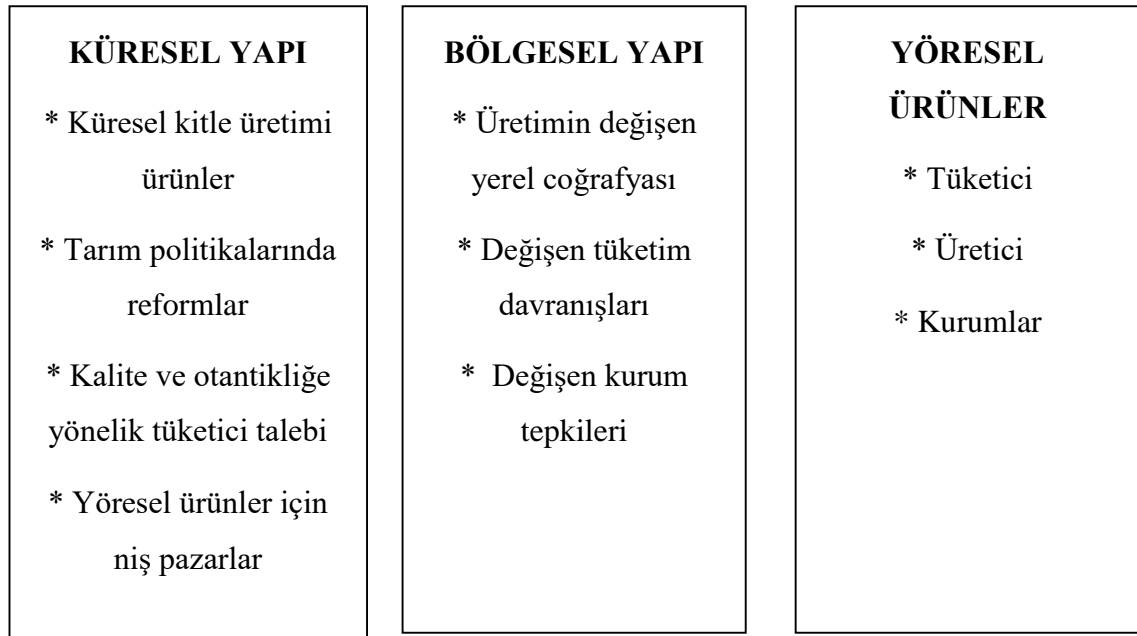 KÜRESEL YAPI
* Küresel kitle üretimi
ürünler
* Tarım politikalarında
reformlar
* Kalite ve otantikliğe
yönelik tüketici talebi
* Yöresel ürünler için
niş pazarlar
BÖLGESEL YAPI
* Üretimin değişen
yerel coğrafyası
* Değişen tüketim
davranışları
* Değişen kurum
tepkileri
YÖRESEL
ÜRÜNLER
* Tüketici
* Üretici
* Kurumlar